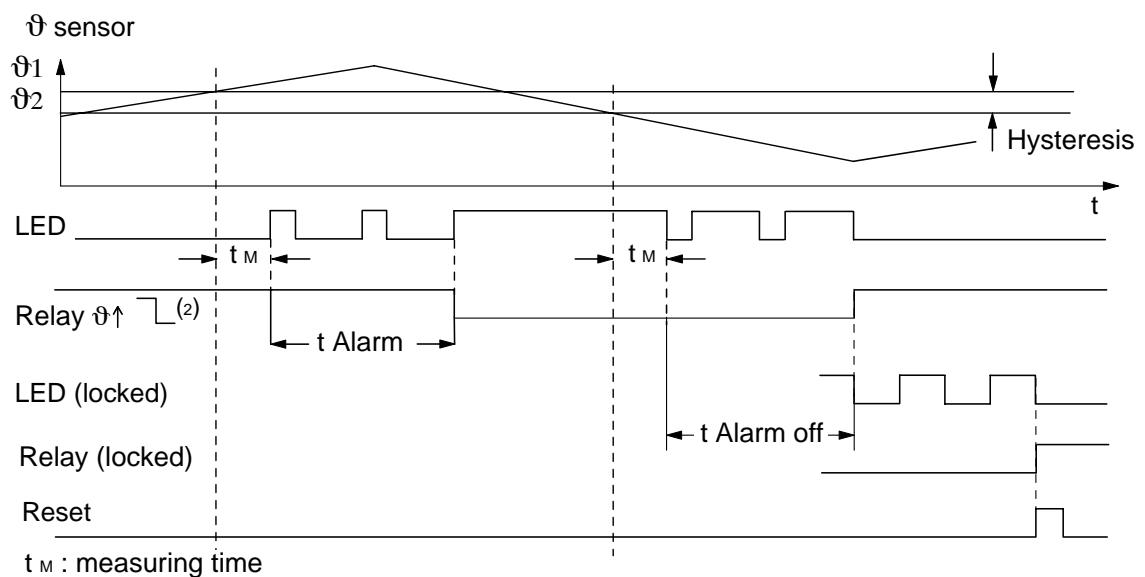 ϑ sensor
ϑ1
ϑ2
Hysteresis
t
LED
t M
t M
Relay ϑ↑ (2)
t Alarm
LED (locked)
t Alarm off
Relay (locked)
Reset
t M : measuring time